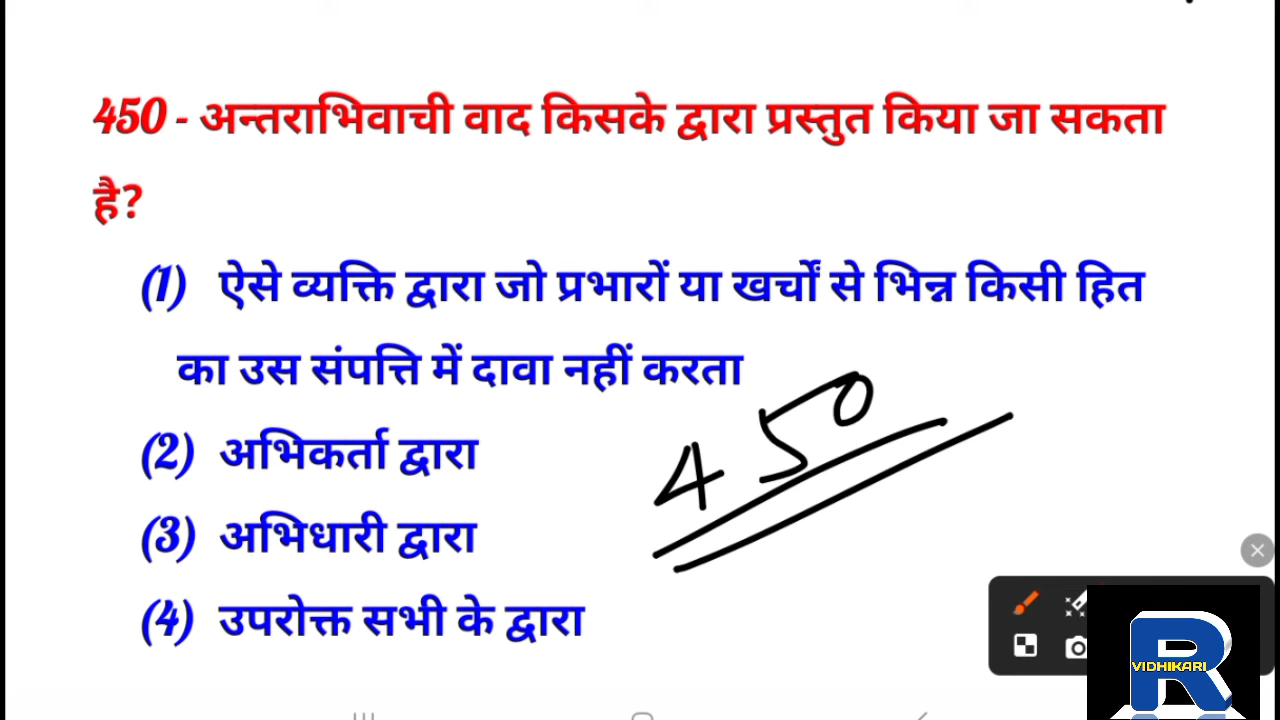 450 - अन्तराभिवाची वाद किसके द्वारा प्रस्तुत किया जा सकता
है?
(1) ऐसे व्यक्ति द्वारा जो प्रभारों या खर्चों से भिन्न किसी हित
का उस संपत्ति में दावा नहीं करता
450
(2) अभिकर्ता द्वारा
(3) अभिधारी द्वारा
(4) उपरोक्त सभी के द्वारा
R
VIDHIKARI